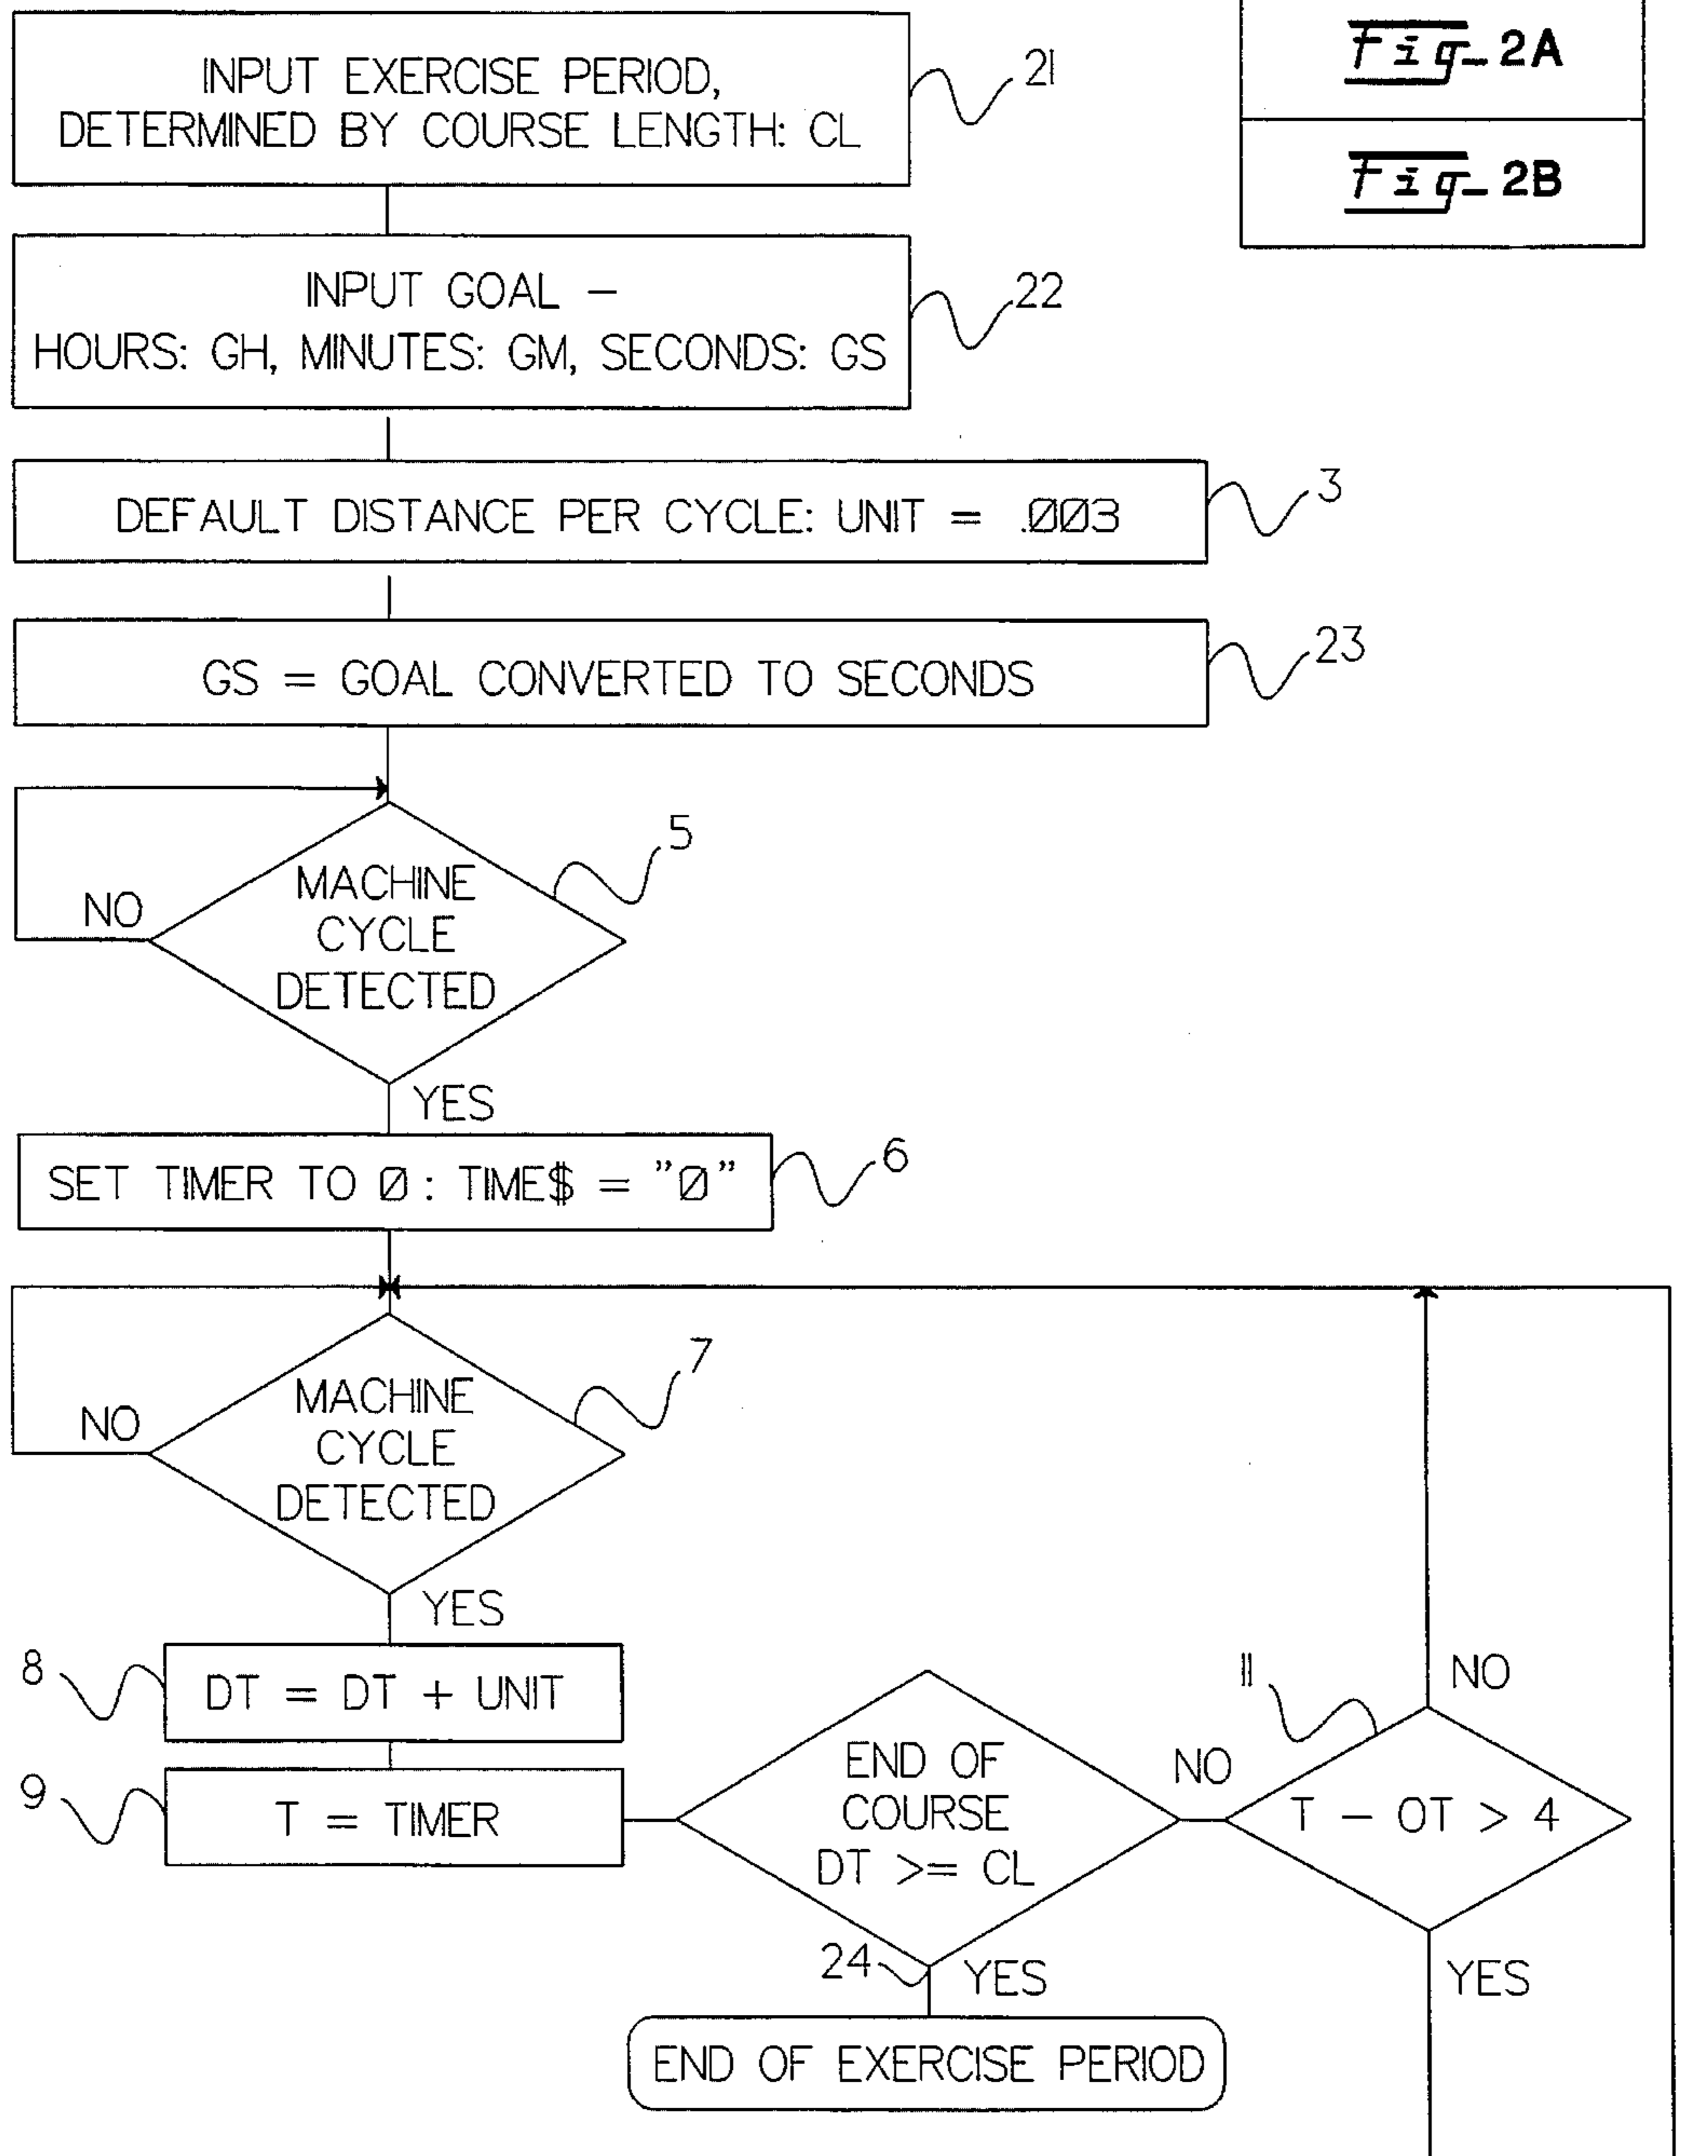 INPUT EXERCISE PERIOD,
DETERMINED BY COURSE LENGTH: CL
21
Fig_2A
Fig_2B
INPUT GOAL –
HOURS: GH, MINUTES: GM, SECONDS: GS
22
DEFAULT DISTANCE PER CYCLE: UNIT = .003
3
GS = GOAL CONVERTED TO SECONDS
23
MACHINE
CYCLE
DETECTED
5
NO
YES
SET TIMER TO 0 : TIME$ = "0"
6
MACHINE
CYCLE
DETECTED
7
NO
YES
8
DT = DT + UNIT
9
T = TIMER
END OF
COURSE
DT >= CL
NO
24
YES
END OF EXERCISE PERIOD
11
NO
T – OT > 4
YES